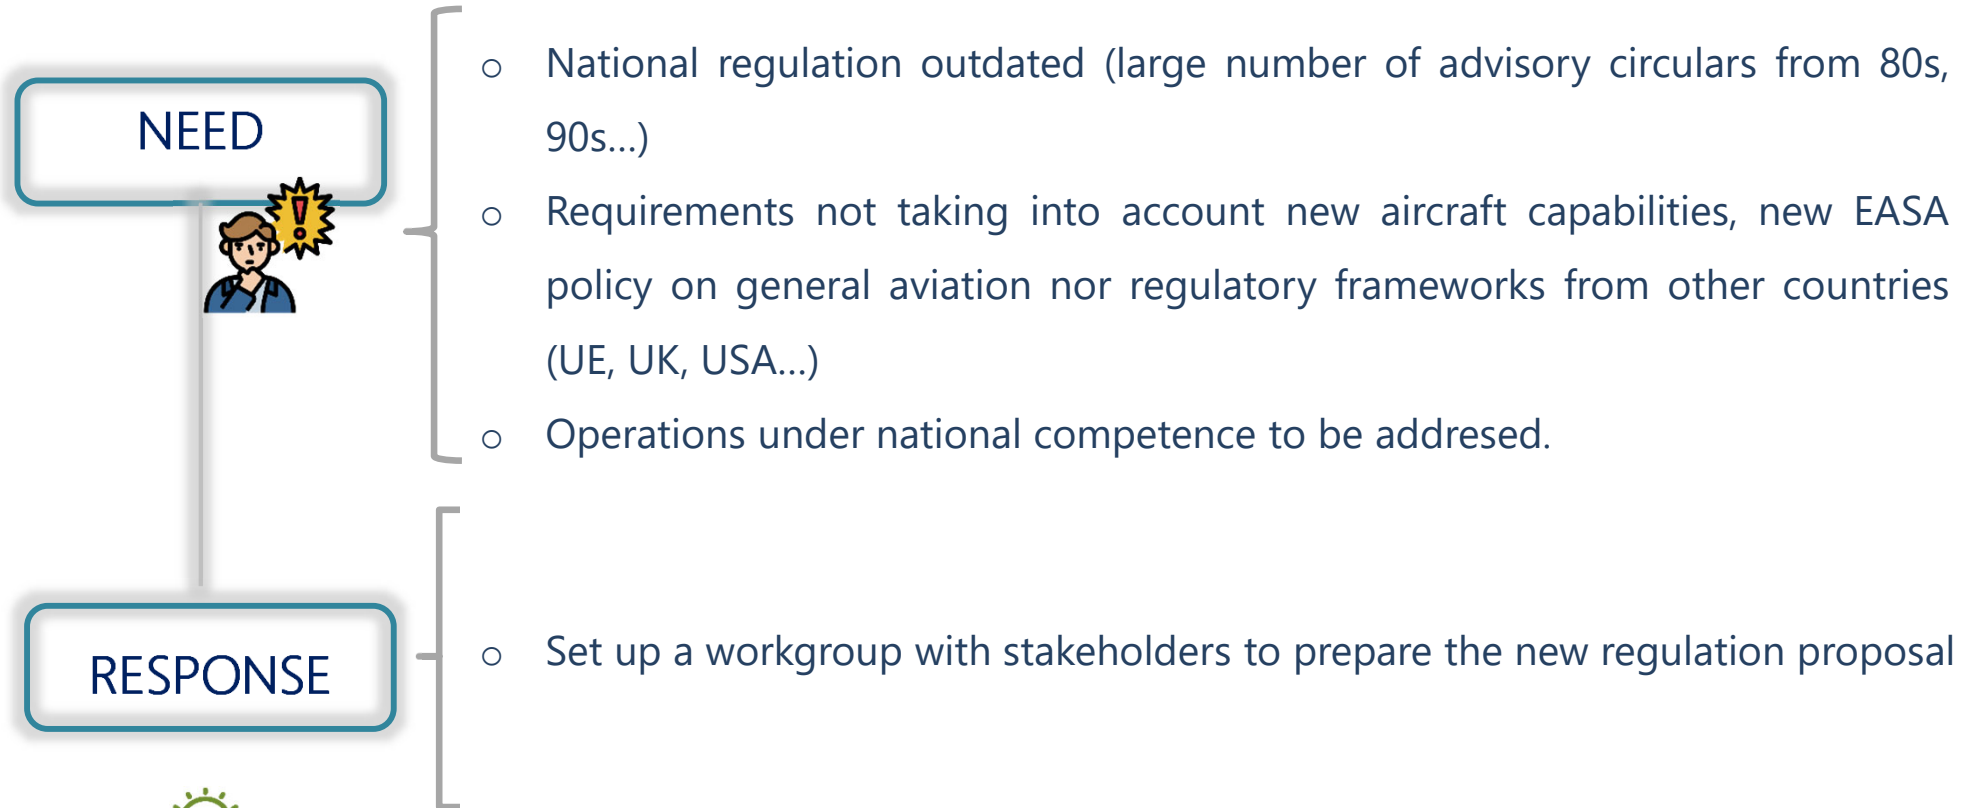 NEED
o National regulation outdated (large number of advisory circulars from 80s,
90s…)
o Requirements not taking into account new aircraft capabilities, new EASA
policy on general aviation nor regulatory frameworks from other countries
(UE, UK, USA…)
o Operations under national competence to be addresed.
RESPONSE
o Set up a workgroup with stakeholders to prepare the new regulation proposal